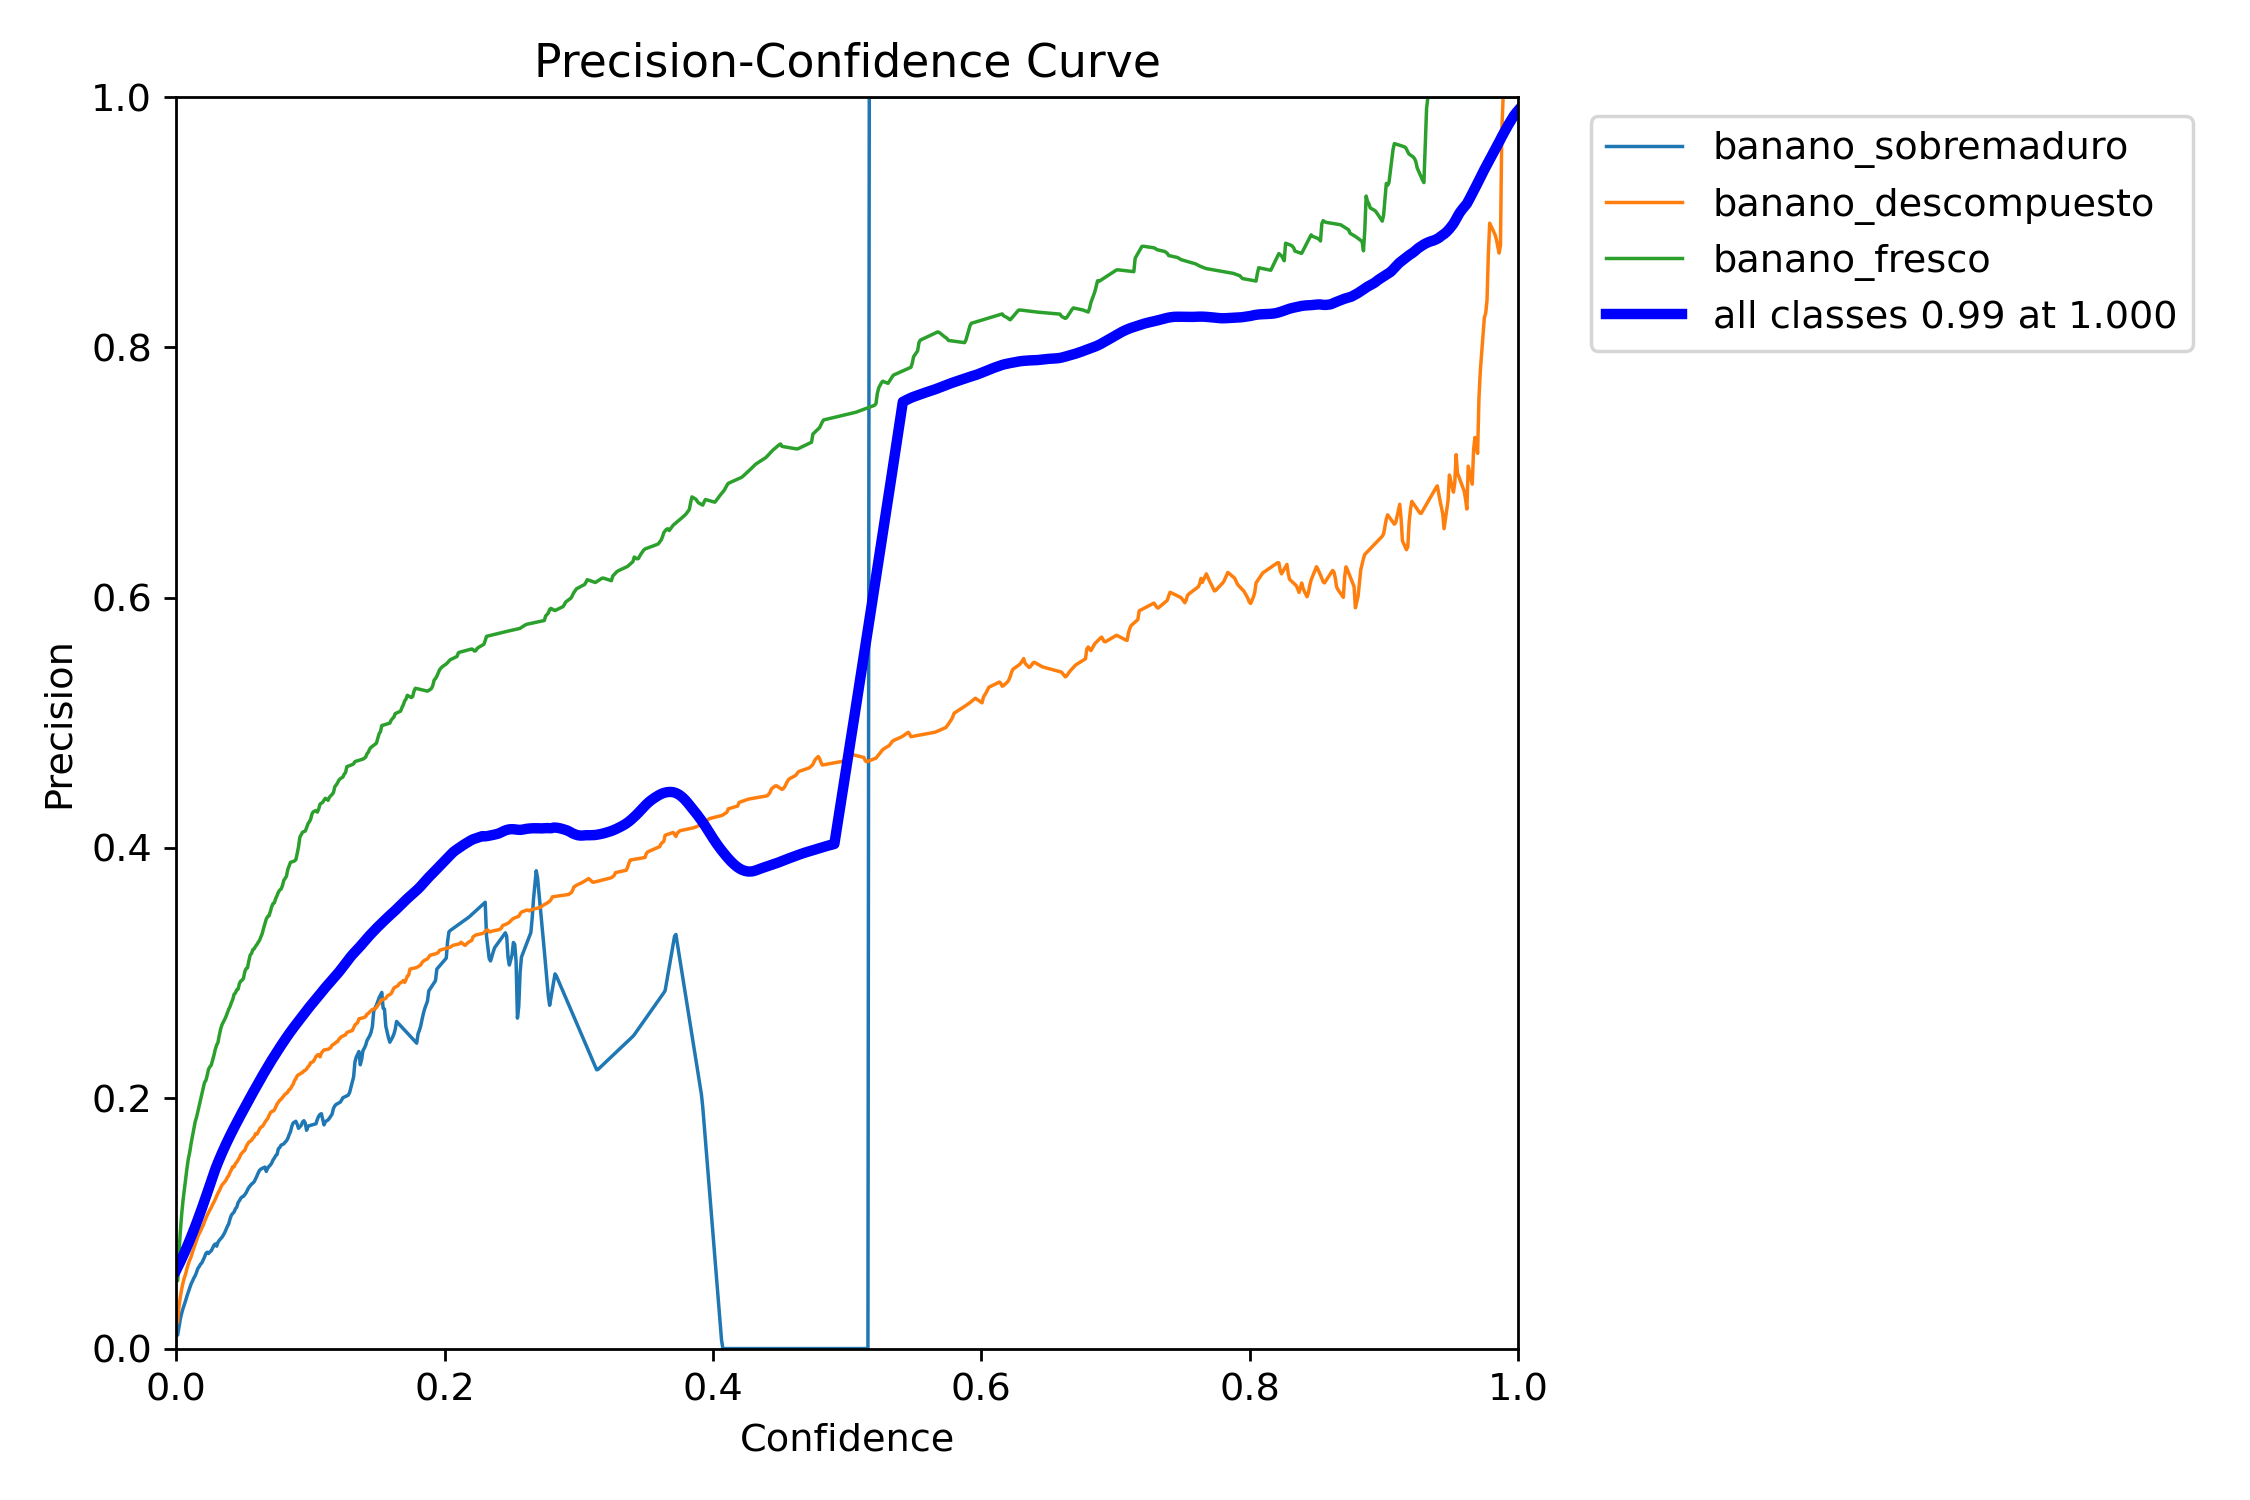 Precision-Confidence Curve
1.0
0.8
0.6
0.4
0.2
0.0
Precision
0.0 0.2 0.4 0.6 0.8 1.0
Confidence
banano_sobremaduro
banano_descompuesto
banano_fresco
all classes 0.99 at 1.000